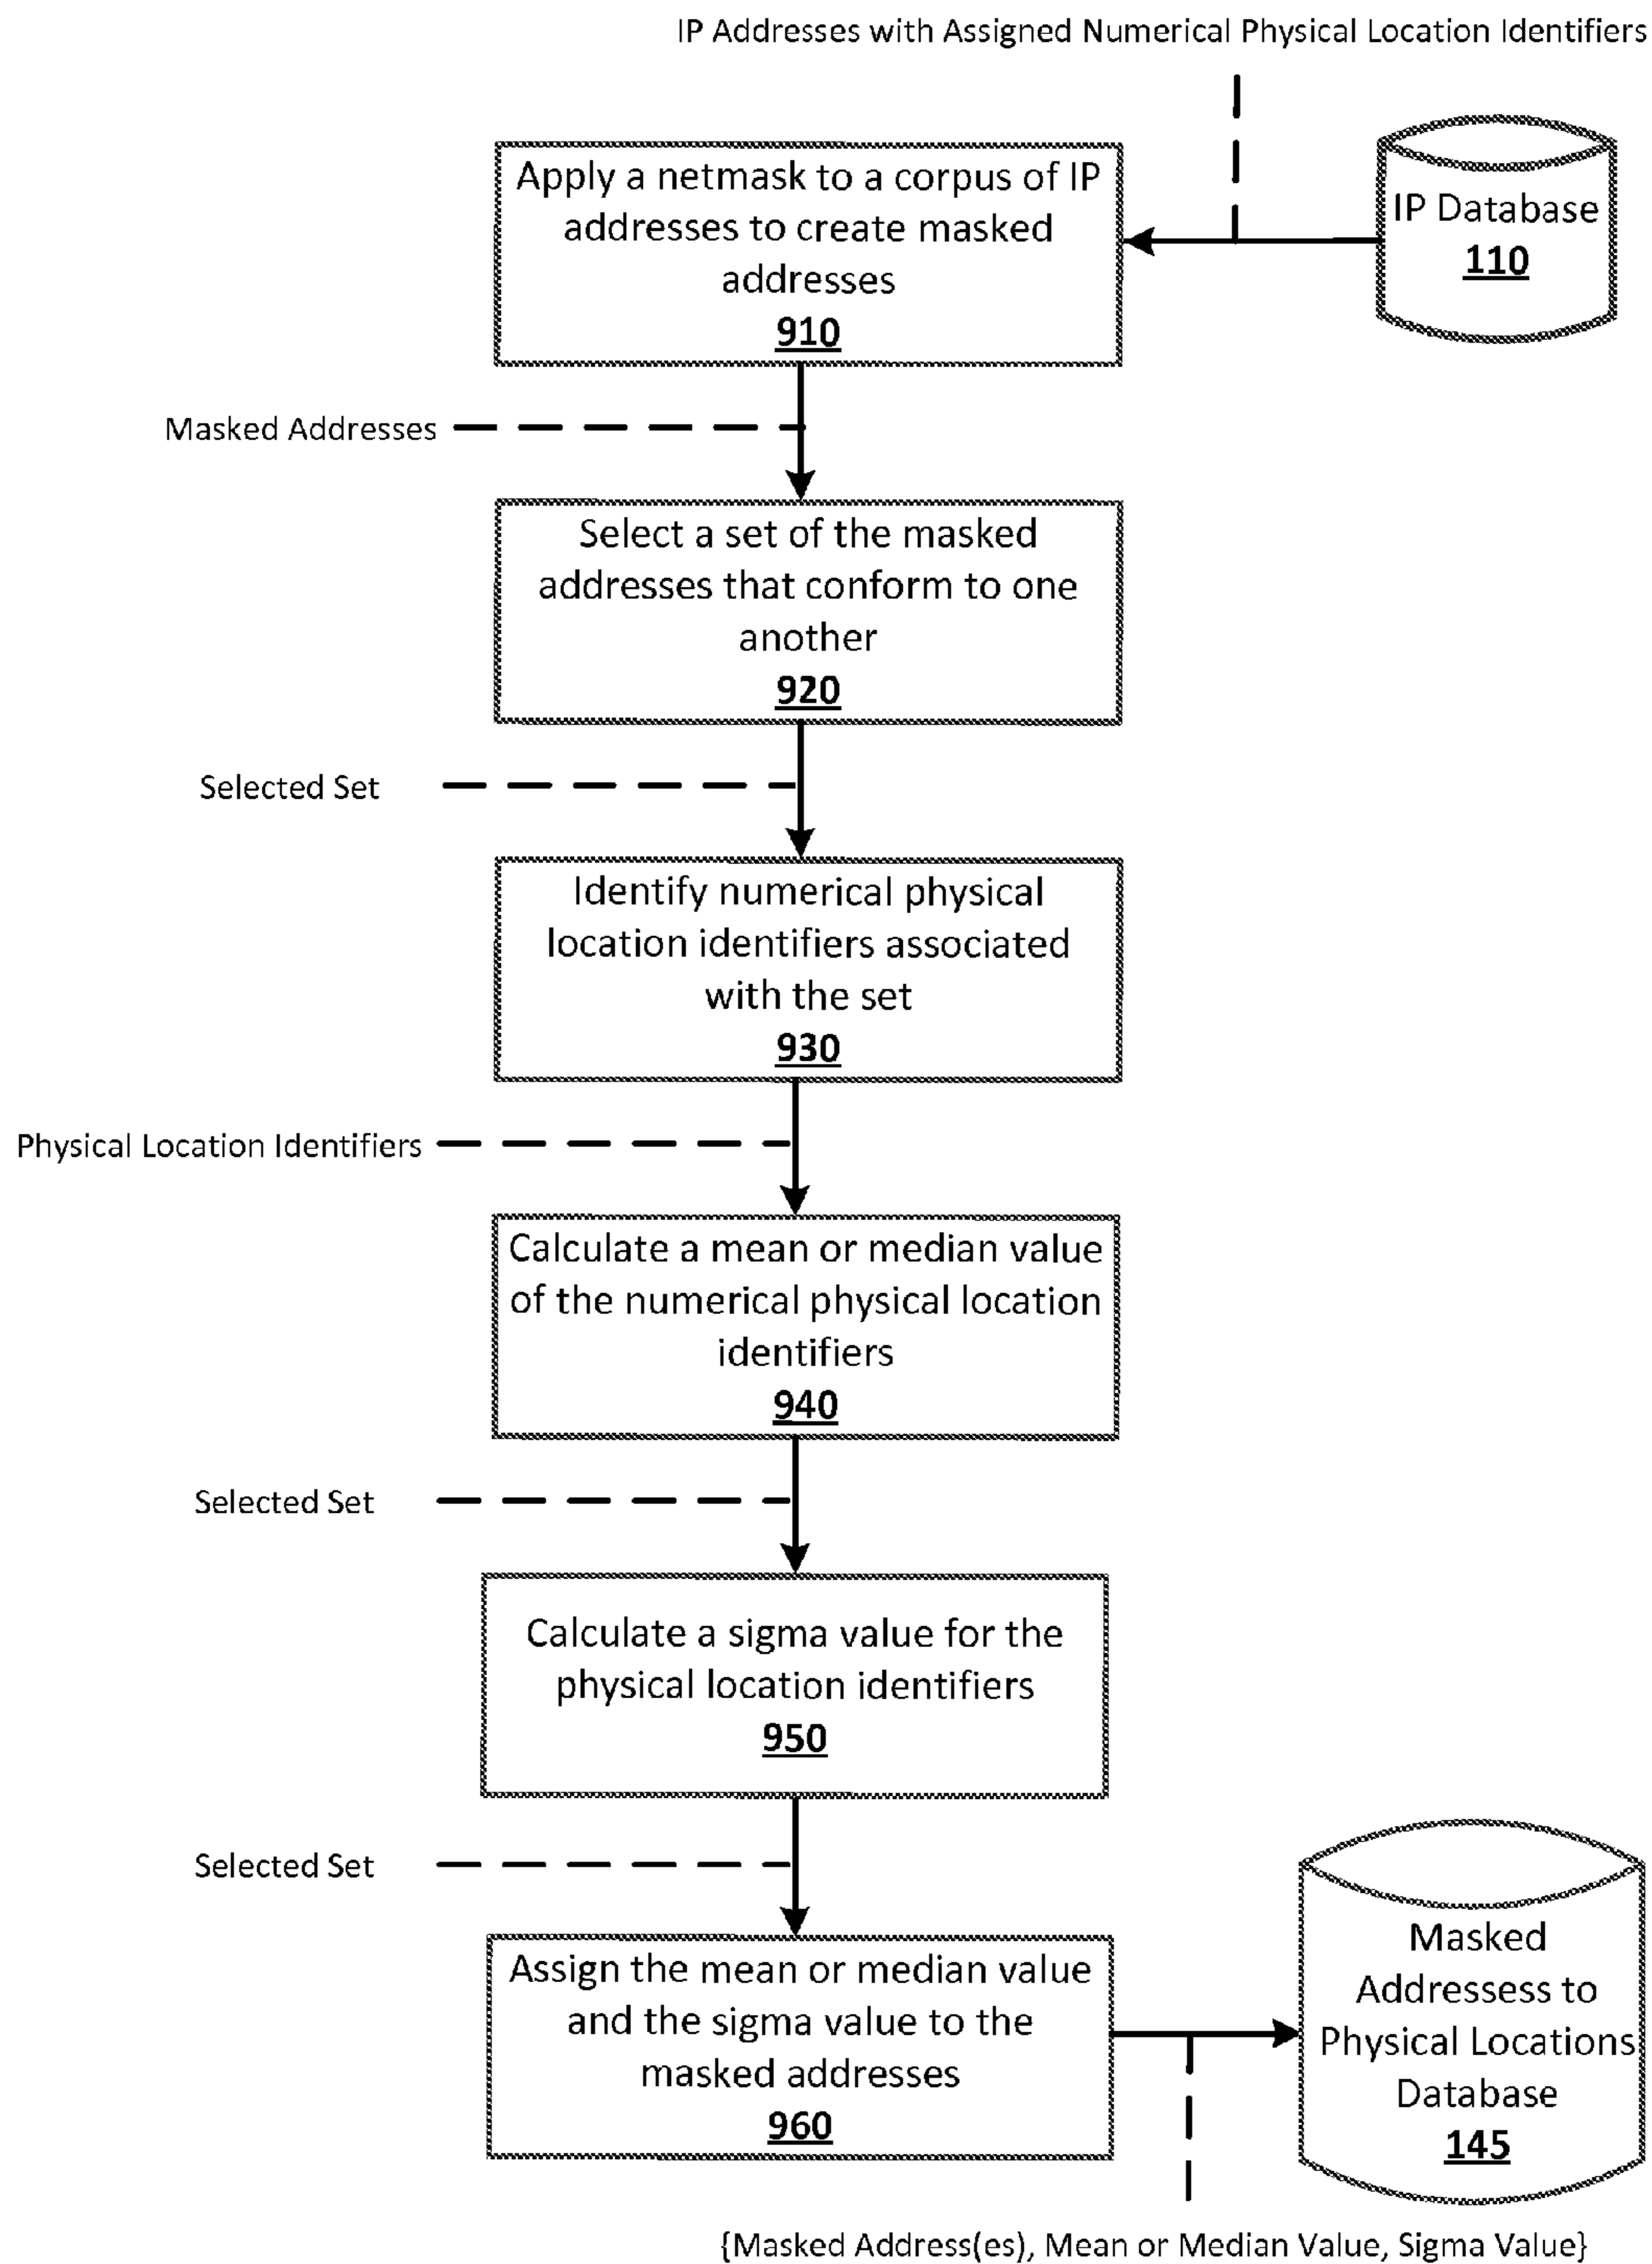 IP Addresses with Assigned Numerical Physical Location Identifiers
Apply a netmask to a corpus of IP
addresses to create masked
addresses
910
IP Database
110
Masked Addresses
Select a set of the masked
addresses that conform to one
another
920
Selected Set
Identify numerical physical
location identifiers associated
with the set
930
Physical Location Identifiers
Calculate a mean or median value
of the numerical physical location
identifiers
940
Selected Set
Calculate a sigma value for the
physical location identifiers
950
Selected Set
Assign the mean or median value
and the sigma value to the
masked addresses
960
Masked
Addressess to
Physical Locations
Database
145
{Masked Address(es), Mean or Median Value, Sigma Value}